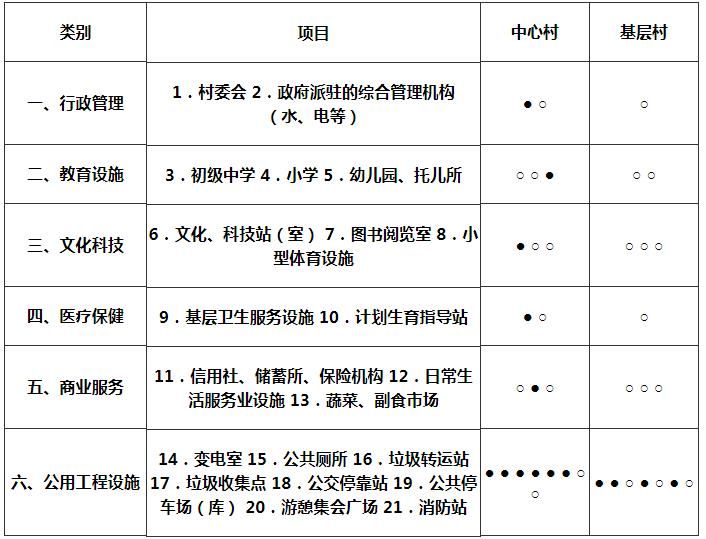 类别 项目 中心村 基层村
一、行政管理
1．村委会 2．政府派驻的综合管理机构
（水、电等）
● ○
○
二、教育设施
3．初级中学 4．小学 5．幼儿园、托儿所
○ ○ ●
○ ○
三、文化科技
6．文化、科技站（室） 7．图书阅览室 8．小
型体育设施
● ○ ○
○ ○ ○
四、医疗保健
9．基层卫生服务设施 10．计划生育指导站
● ○
○
五、商业服务
11．信用社、储蓄所、保险机构 12．日常生
活服务业设施 13．蔬菜、副食市场
○ ● ○
○ ○ ○
六、公用工程设施
14．变电室 15．公共厕所 16．垃圾转运站
17．垃圾收集点 18．公交停靠站 19．公共停
车场（库） 20．游憩集会广场 21．消防站
● ● ● ● ● ● ○
○
● ● ○ ● ○ ● ○